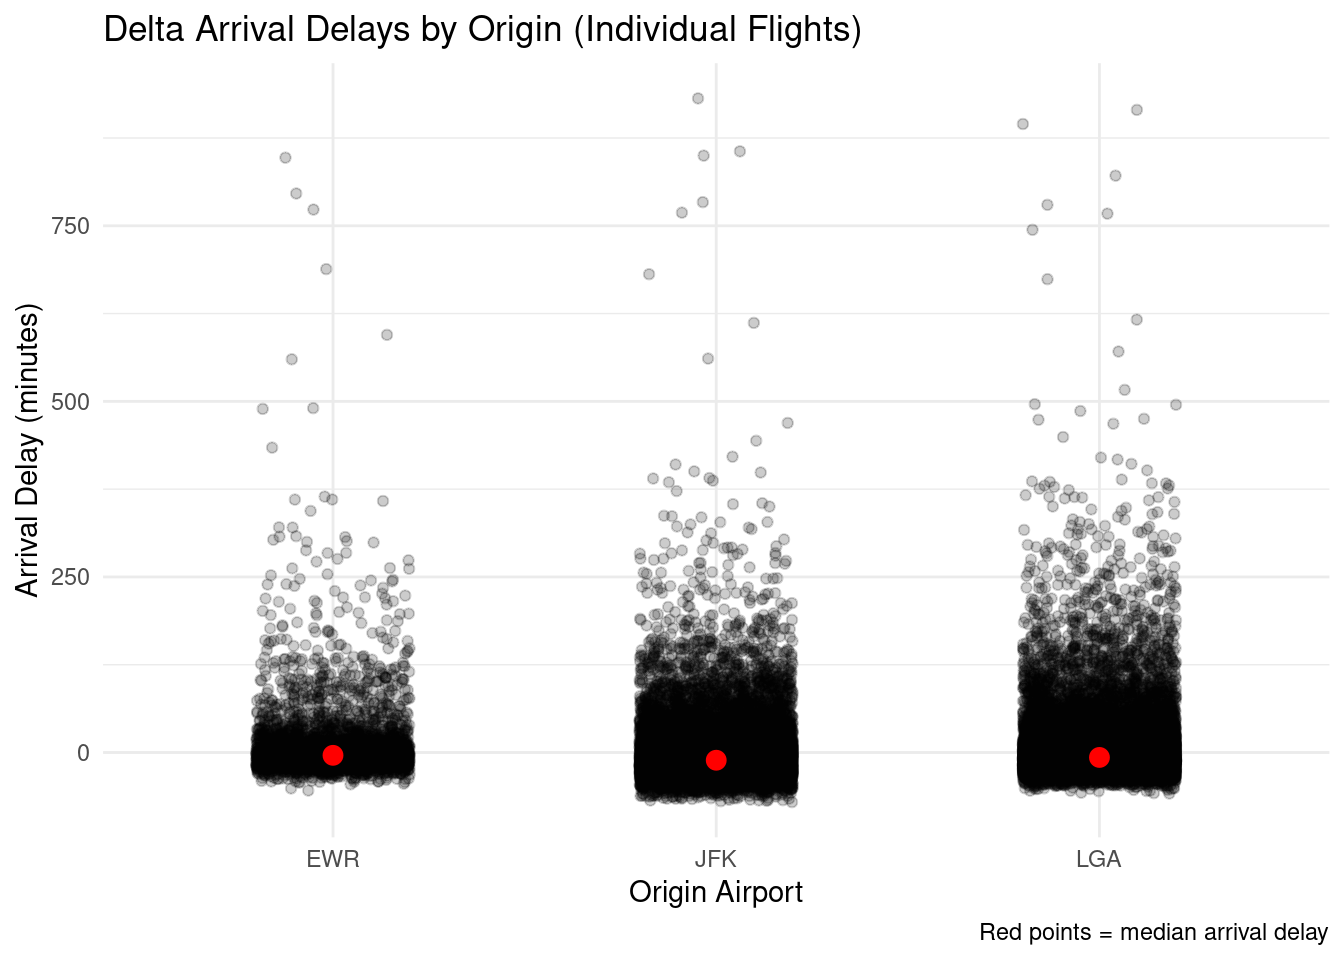 Delta Arrival Delays by Origin (Individual Flights)
Arrival Delay (minutes)
750
500
250
0
EWR JFK LGA
Origin Airport
Red points = median arrival delay